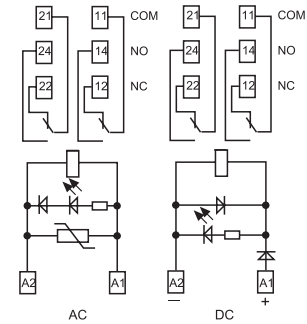 21 11 COM 21 11 COM
24 14 NO 24 14 NO
22 12 NC 22 12 NC
A2 A1 A2 A1
— +
AC DC